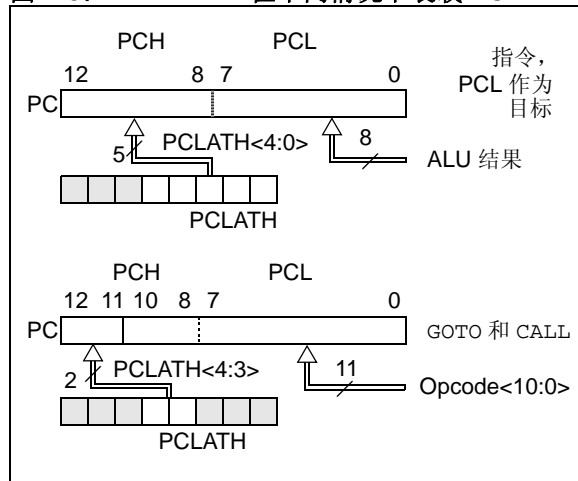 PCH PCL
12 8 7 0
指令，
PCL 作为
目标
PC
5 PCLATH<4:0> 8
ALU 结果
PCLATH
PCH PCL
12 11 10 8 7 0
PC
GOTO 和 CALL
2 PCLATH<4:3> 11
Opcode<10:0>
PCLATH